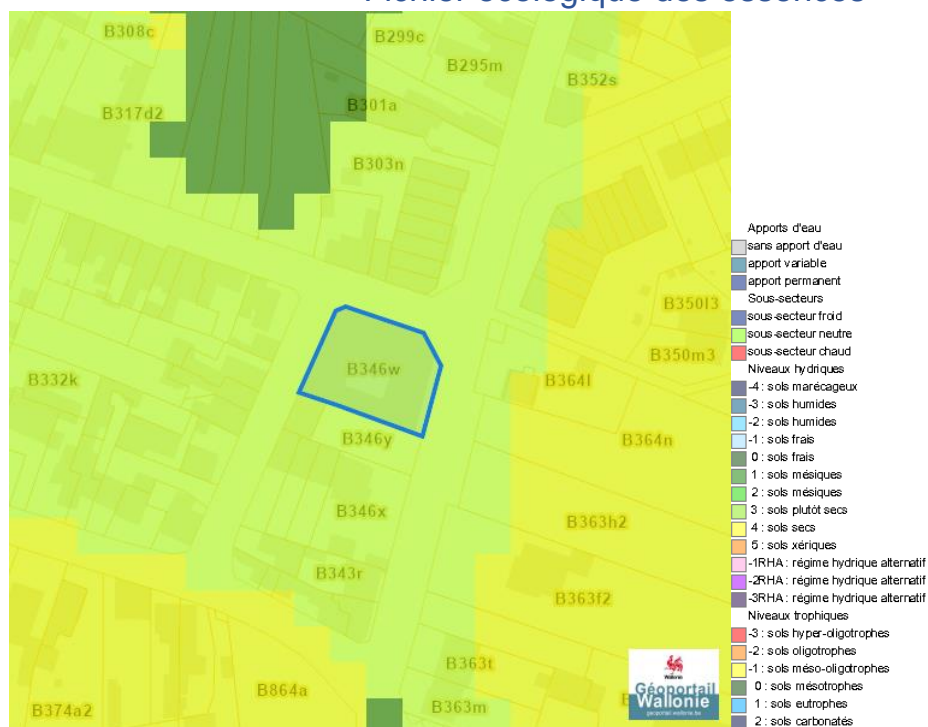 Fichier écologique des essences
B308c
B299c
B295m
B352s
B317d2
B301a
B303n
B350l3
B350m3
B346w
B332k
B364l
B346y
B364n
B346x
B363h2
B343r
B363f2
B363t
B864a
B374a2
B363m
Wallonie
Géoportail
Wallonie
geoportail.wallonie.be
Apports d'eau
sans apport d'eau
apport variable
apport permanent
Sous-secteurs
sous-secteur froid
sous-secteur neutre
sous-secteur chaud
Niveaux hydriques
-4 : sols marécageux
-3 : sols humides
-2 : sols humides
-1 : sols frais
0 : sols frais
1 : sols mésiques
2 : sols mésiques
3 : sols plutôt secs
4 : sols secs
5 : sols xériques
-1RHA : régime hydrique alternatif
-2RHA : régime hydrique alternatif
-3RHA : régime hydrique alternatif
Niveaux trophiques
-3 : sols hyper-oligotrophes
-2 : sols oligotrophes
-1 : sols méso-oligotrophes
0 : sols mésotrophes
1 : sols eutrophes
2 : sols carbonatés